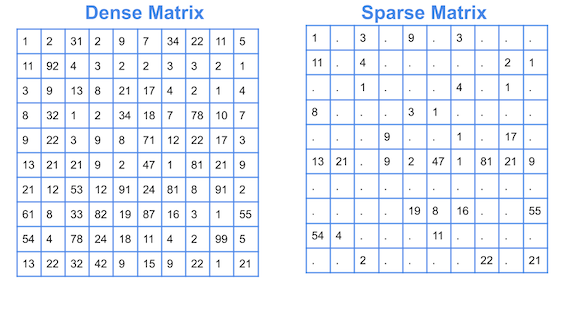 Dense Matrix
1 2 31 2 9 7 34 22 11 5
11 92 4 3 2 2 3 3 2 1
3 9 13 8 21 17 4 2 1 4
8 32 1 2 34 18 7 78 10 7
9 22 3 9 8 71 12 22 17 3
13 21 21 9 2 47 1 81 21 9
21 12 53 12 91 24 81 8 91 2
61 8 33 82 19 87 16 3 1 55
54 4 78 24 18 11 4 2 99 5
13 22 32 42 9 15 9 22 1 21
Sparse Matrix
1 . 3 . 9 . 3 . . .
11 . 4 . . . . . 2 1
. . 1 . . . 4 . 1 .
8 . . . 3 1 . . . .
. . . 9 . . 1 . 17 .
13 21 . 9 2 47 1 81 21 9
. . . . . . . . . .
. . . . 19 8 16 . . 55
54 4 . . . 11 . . . .
. . 2 . . . . 22 . 21